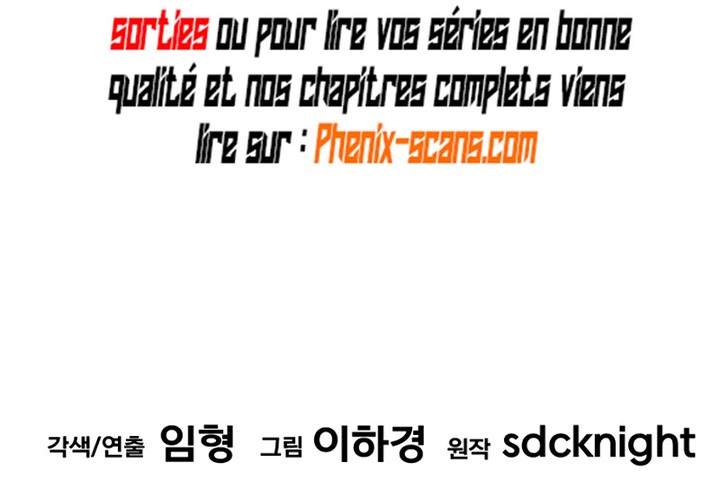 sorties ou pour lire vos séries en bonne
qualité et nos chapitres complets viens
lire sur : Phenix-scans.com
각색/연출 임형 그림 이하경 원작 sdcknight